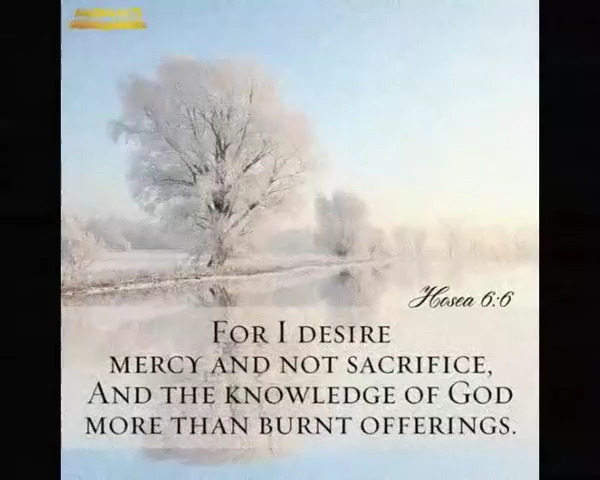 Hosea 6:6
FOR I DESIRE
MERCY AND NOT SACRIFICE,
AND THE KNOWLEDGE OF GOD
MORE THAN BURNT OFFERINGS.